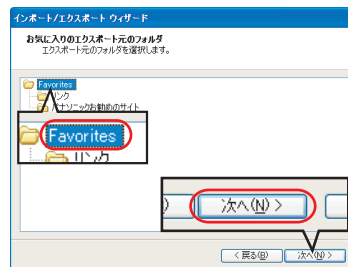 インポート/エクスポート ウィザード
お気に入りのエクスポート元のフォルダ
エクスポート元のフォルダを選択します。
Favorites
リンク
パナソニックお勧めのサイト
Favorites
リンク
次へ(N) >
< 戻る(B)
次へ(N) >